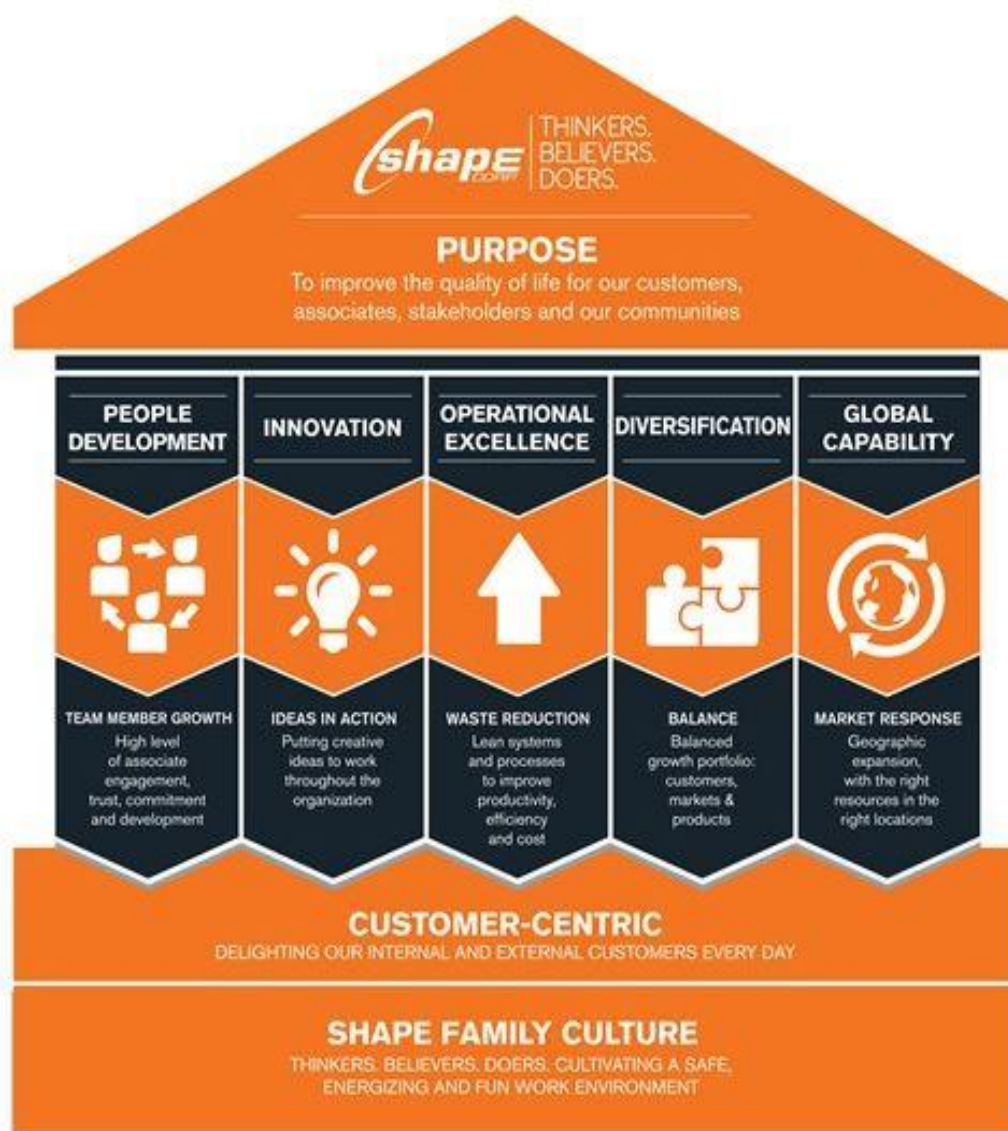 shape
CORP
THINKERS.
BELIEVERS.
DOERS.
PURPOSE
To improve the quality of life for our customers,
associates, stakeholders and our communities
PEOPLE
DEVELOPMENT
INNOVATION
OPERATIONAL
EXCELLENCE
DIVERSIFICATION
GLOBAL
CAPABILITY
TEAM MEMBER GROWTH
High level
of associate
engagement,
trust, commitment
and development
IDEAS IN ACTION
Putting creative
ideas to work
throughout the
organization
WASTE REDUCTION
Lean systems
and processes
to improve
productivity,
efficiency
and cost
BALANCE
Balanced
growth portfolio:
customers,
markets &
products
MARKET RESPONSE
Geographic
expansion,
with the right
resources in the
right locations
CUSTOMER-CENTRIC
DELIGHTING OUR INTERNAL AND EXTERNAL CUSTOMERS EVERY DAY
SHAPE FAMILY CULTURE
THINKERS. BELIEVERS. DOERS. CULTIVATING A SAFE,
ENERGIZING AND FUN WORK ENVIRONMENT